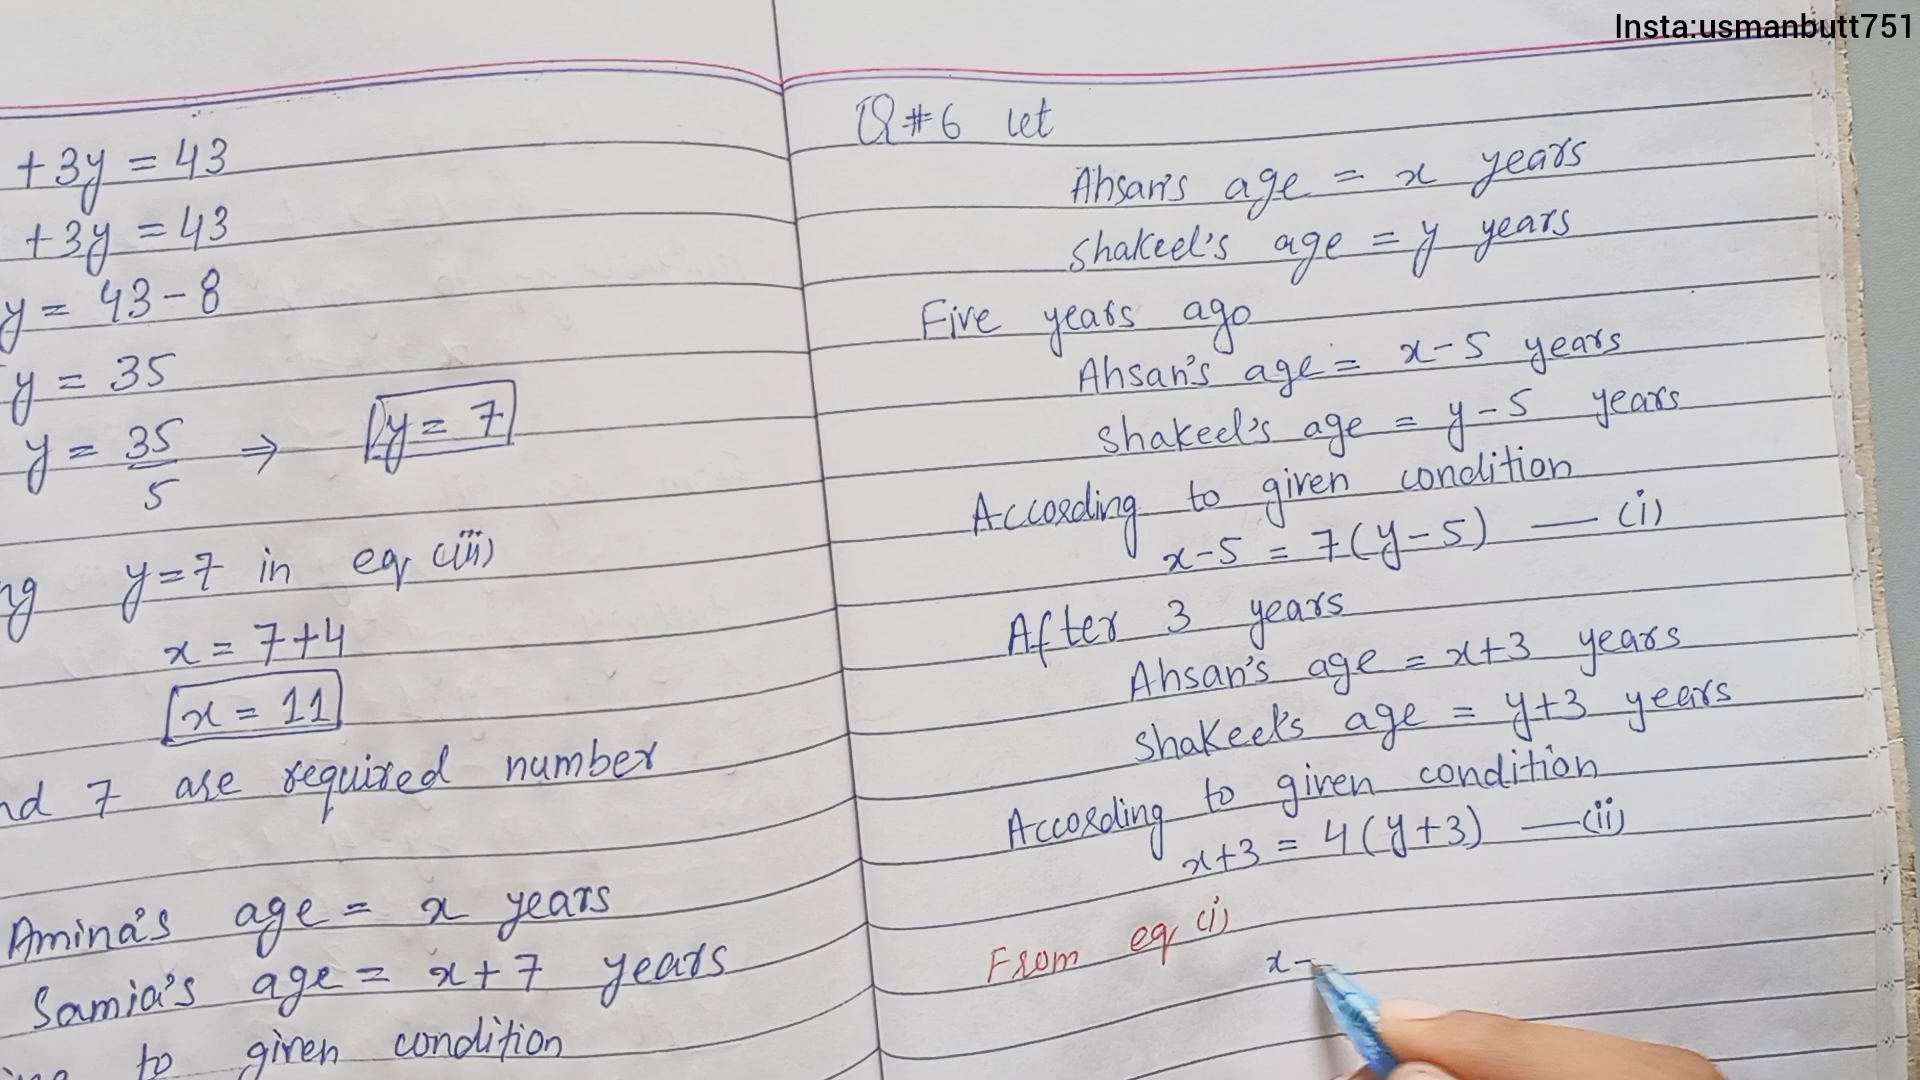 Insta:usmanbutt751
+3y = 43
+3y = 43
y = 43-8
y = 35
y = 35/5 ⇒ y = 7
y=7 in eq (iii)
x = 7+4
x = 11
7 are required number
Amina's age = x years
Samia's age = x+7 years
to given condition
Q#6 let
Ahsan's age = x years
Shakeel's age = y years
Five years ago
Ahsan's age = x-5 years
Shakeel's age = y-5 years
According to given condition
x-5 = 7(y-5) — (i)
After 3 years
Ahsan's age = x+3 years
Shakeel's age = y+3 years
According to given condition
x+3 = 4(y+3) — (ii)
From eq (i)
x-